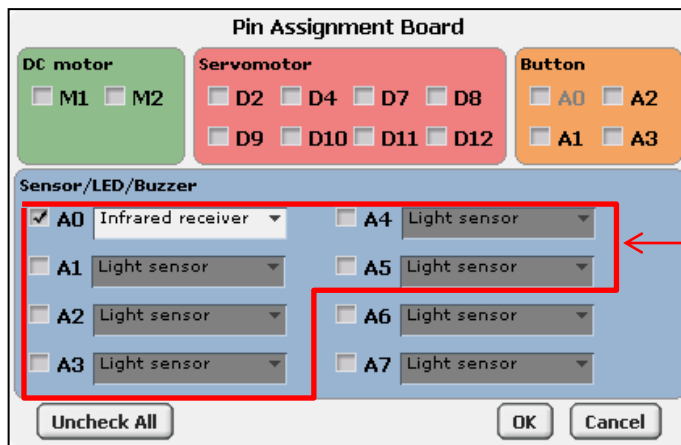 Pin Assignment Board
DC motor
M1 M2
Servomotor
D2 D4 D7 D8
D9 D10 D11 D12
Button
A0 A2
A1 A3
Sensor/LED/Buzzer
A0 Infrared receiver
A1 Light sensor
A2 Light sensor
A3 Light sensor
A4 Light sensor
A5 Light sensor
A6 Light sensor
A7 Light sensor
Uncheck All OK Cancel